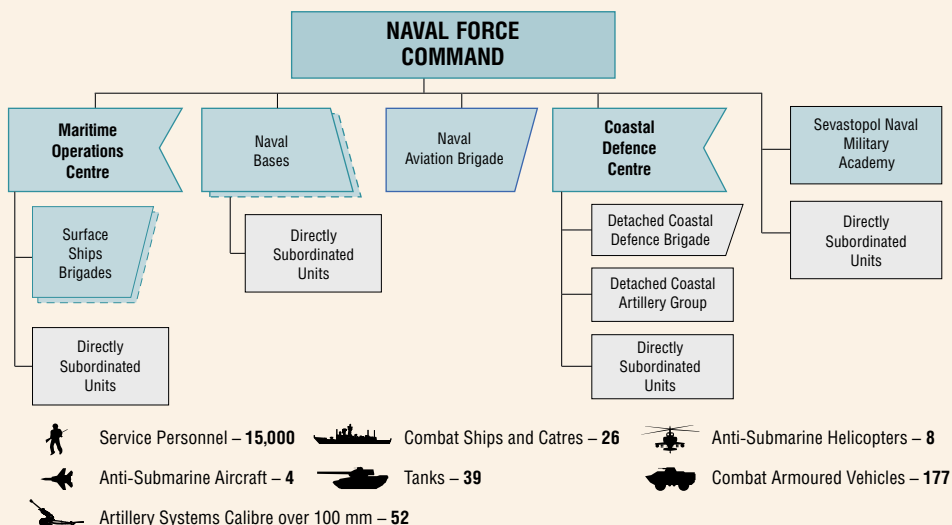 NAVAL FORCE
COMMAND
Maritime
Operations
Centre
Naval
Bases
Naval
Aviation Brigade
Coastal
Defence
Centre
Sevastopol Naval
Military
Academy
Surface
Ships
Brigades
Directly
Subordinated
Units
Detached Coastal
Defence Brigade
Directly
Subordinated
Units
Detached Coastal
Artillery Group
Directly
Subordinated
Units
Directly
Subordinated
Units
Service Personnel – 15,000
Combat Ships and Catres – 26
Anti-Submarine Helicopters – 8
Anti-Submarine Aircraft – 4
Tanks – 39
Combat Armoured Vehicles – 177
Artillery Systems Calibre over 100 mm – 52